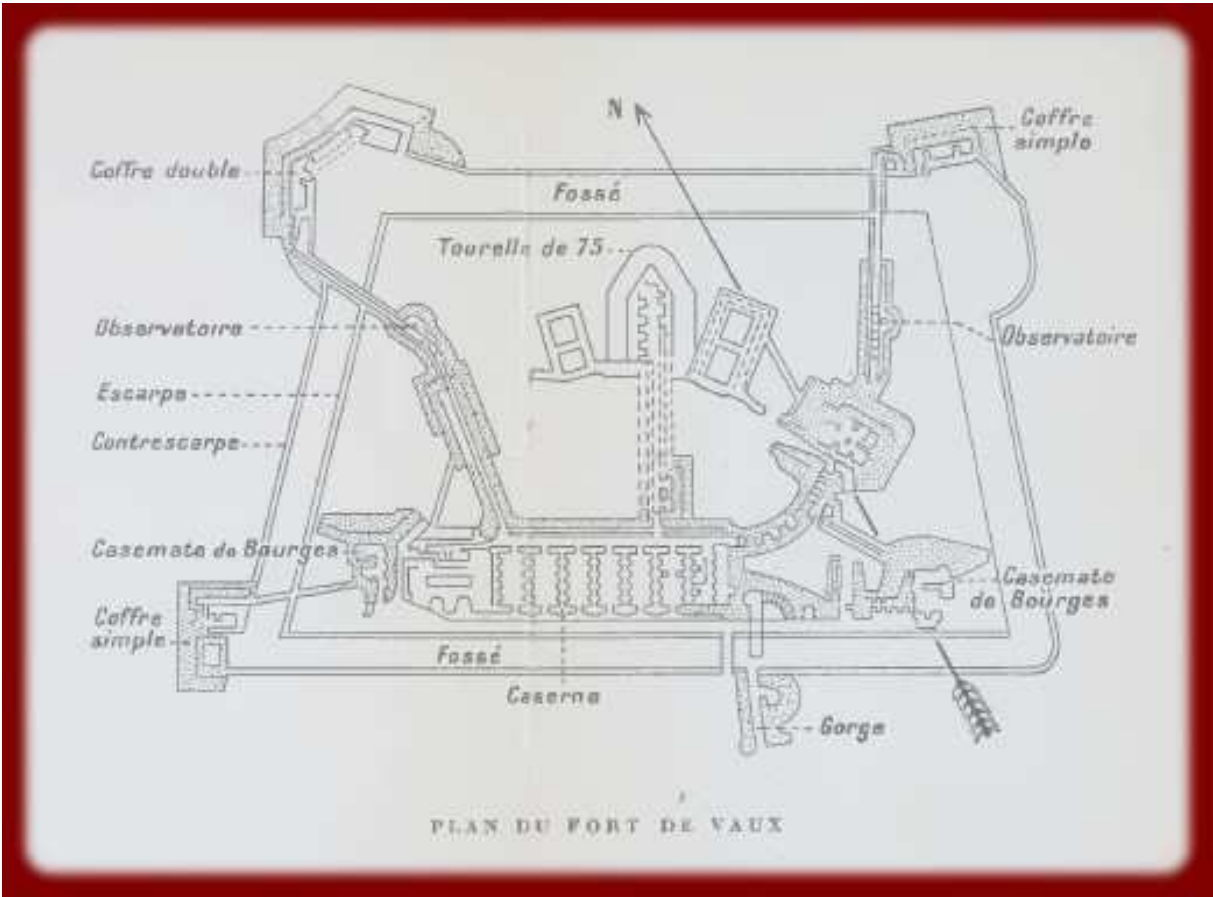 N
Coffre
simple
Coffre double
Fossé
Tourelle de 75
Observatoire
Observatoire
Escarpe
Contrescarpe
Casemate de Bourges
Casemate
de Bourges
Coffre
simple
Fossé
Caserne
Gorge
PLAN DU FORT DE VAUX